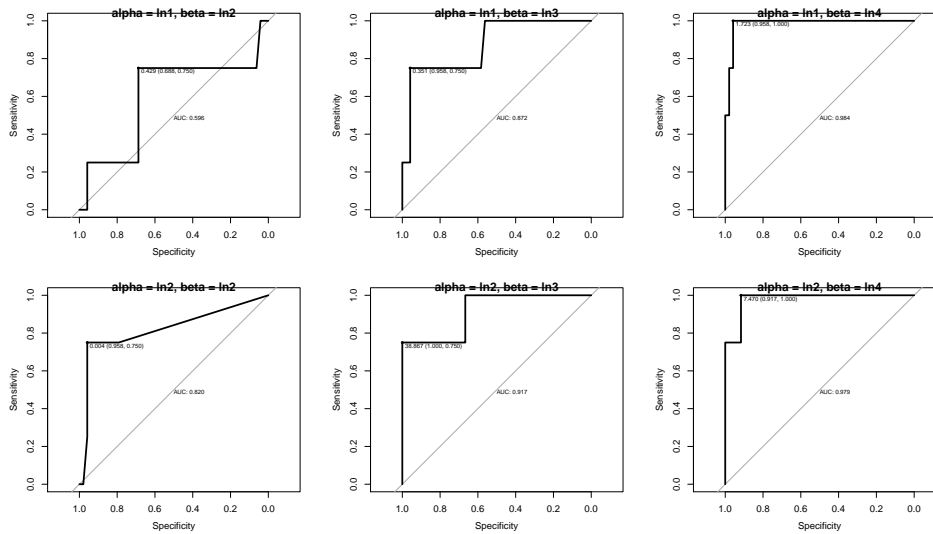 alpha = ln1, beta = ln2
1.0
0.8
0.6
0.4
0.2
0.0
Sensitivity
0.429 (0.688, 0.750)
AUC: 0.596
1.0 0.8 0.6 0.4 0.2 0.0
Specificity
alpha = ln1, beta = ln3
1.0
0.8
0.6
0.4
0.2
0.0
Sensitivity
0.351 (0.958, 0.750)
AUC: 0.872
1.0 0.8 0.6 0.4 0.2 0.0
Specificity
alpha = ln1, beta = ln4
1.0
0.8
0.6
0.4
0.2
0.0
Sensitivity
1.723 (0.958, 1.000)
AUC: 0.984
1.0 0.8 0.6 0.4 0.2 0.0
Specificity
alpha = ln2, beta = ln2
1.0
0.8
0.6
0.4
0.2
0.0
Sensitivity
0.004 (0.958, 0.750)
AUC: 0.820
1.0 0.8 0.6 0.4 0.2 0.0
Specificity
alpha = ln2, beta = ln3
1.0
0.8
0.6
0.4
0.2
0.0
Sensitivity
38.867 (1.000, 0.750)
AUC: 0.917
1.0 0.8 0.6 0.4 0.2 0.0
Specificity
alpha = ln2, beta = ln4
1.0
0.8
0.6
0.4
0.2
0.0
Sensitivity
7.470 (0.917, 1.000)
AUC: 0.979
1.0 0.8 0.6 0.4 0.2 0.0
Specificity